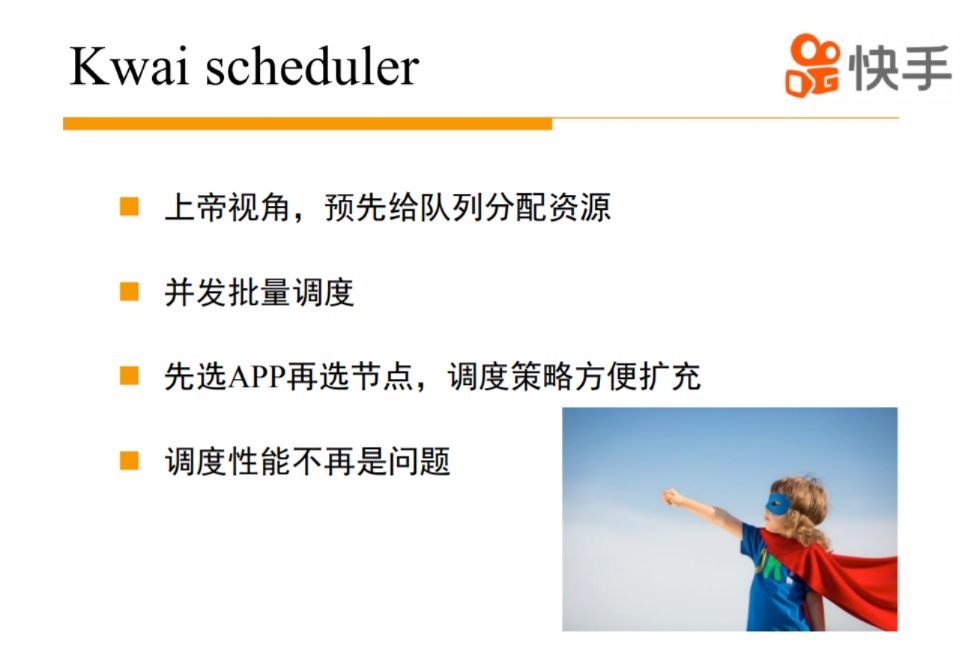 Kwai scheduler
快手
上帝视角，预先给队列分配资源
并发批量调度
先选APP再选节点，调度策略方便扩充
调度性能不再是问题